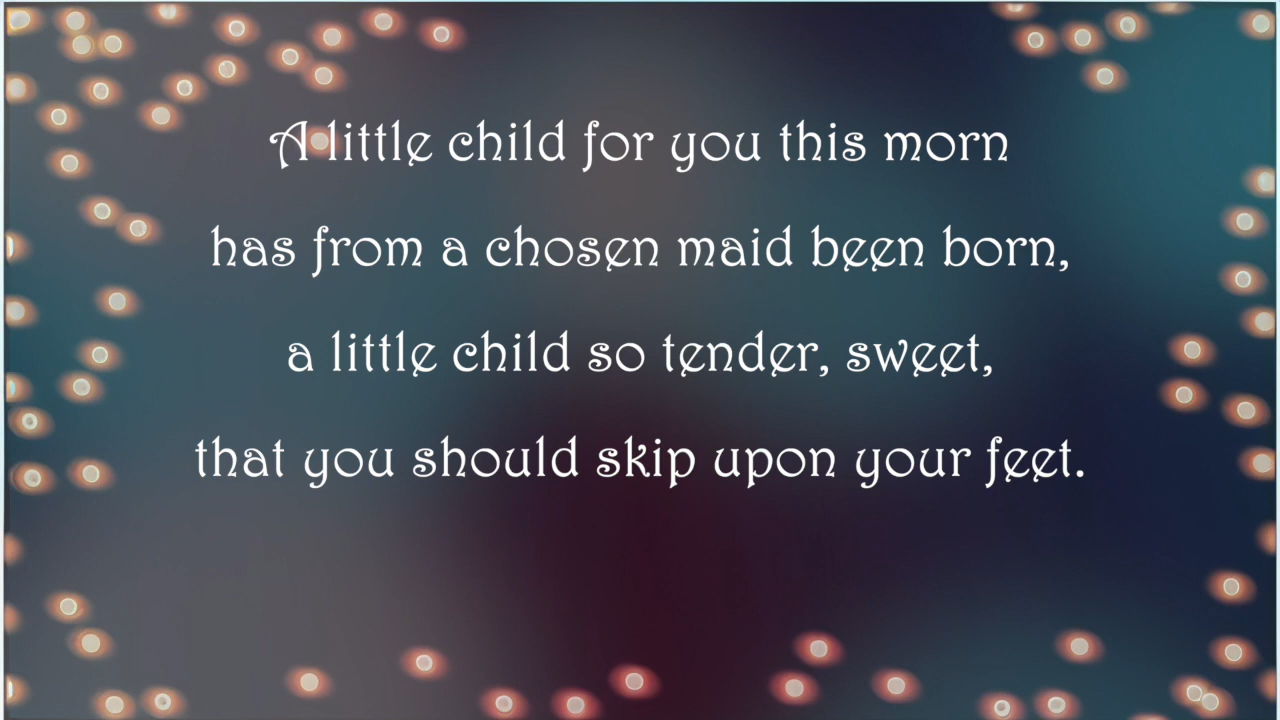 A little child for you this morn
has from a chosen maid been born,
a little child so tender, sweet,
that you should skip upon your feet.